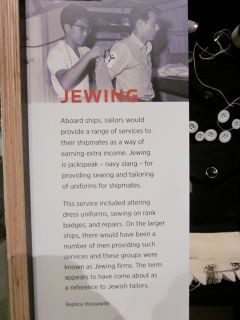 JEWING
Aboard ships, sailors would
provide a range of services to
their shipmates as a way of
earning extra income. Jewing
is jackspeak – navy slang – for
providing sewing and tailoring
of uniforms for shipmates.
This service included altering
dress uniforms, sewing on rank
badges, and repairs. On the larger
ships, there would have been a
number of men providing such
services and these groups were
known as Jewing firms. The term
appears to have come about as
a reference to Jewish tailors.
Replica Housewife